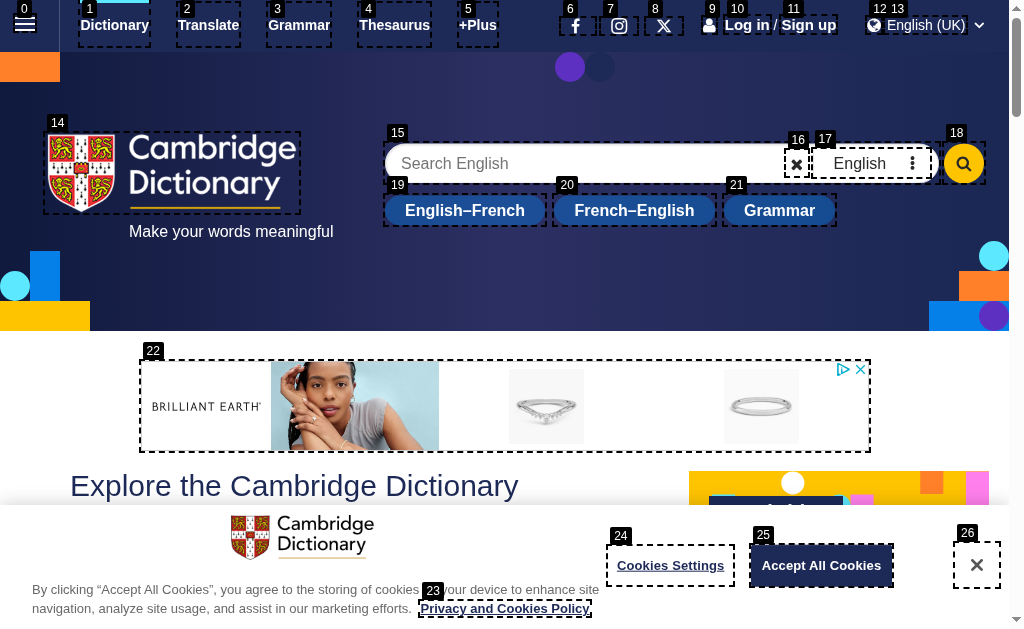 0 1 2 3 4 5 6 7 8 9 10 11 12 13
Dictionary Translate Grammar Thesaurus +Plus Log in / Sign up English (UK)
14
Cambridge
Dictionary
Make your words meaningful
15 16 17 18
Search English English
19 20 21
English–French French–English Grammar
22
BRILLIANT EARTH
Explore the Cambridge Dictionary
Cambridge
Dictionary
24 25 26
Cookies Settings Accept All Cookies
23
By clicking “Accept All Cookies”, you agree to the storing of cookies your device to enhance site
navigation, analyze site usage, and assist in our marketing efforts. Privacy and Cookies Policy